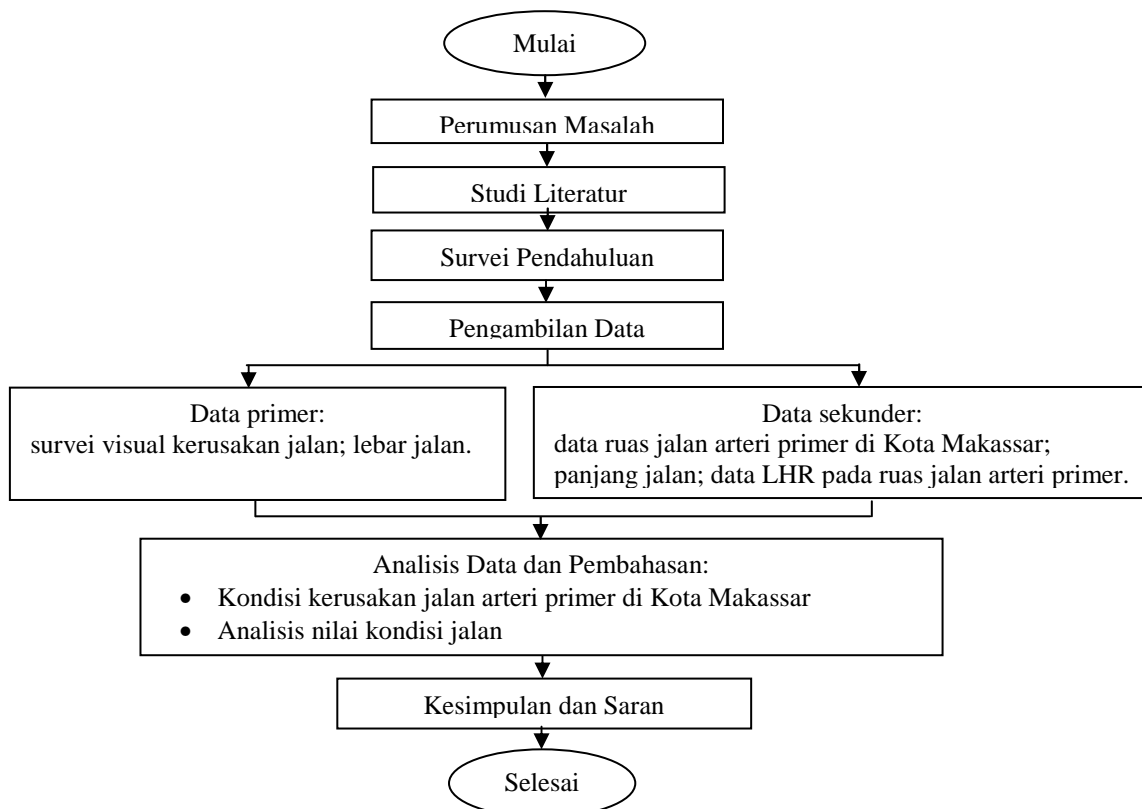 Mulai
Perumusan Masalah
Studi Literatur
Survei Pendahuluan
Pengambilan Data
Data primer:
survei visual kerusakan jalan; lebar jalan.
Data sekunder:
data ruas jalan arteri primer di Kota Makassar;
panjang jalan; data LHR pada ruas jalan arteri primer.
Analisis Data dan Pembahasan:
• Kondisi kerusakan jalan arteri primer di Kota Makassar
• Analisis nilai kondisi jalan
Kesimpulan dan Saran
Selesai